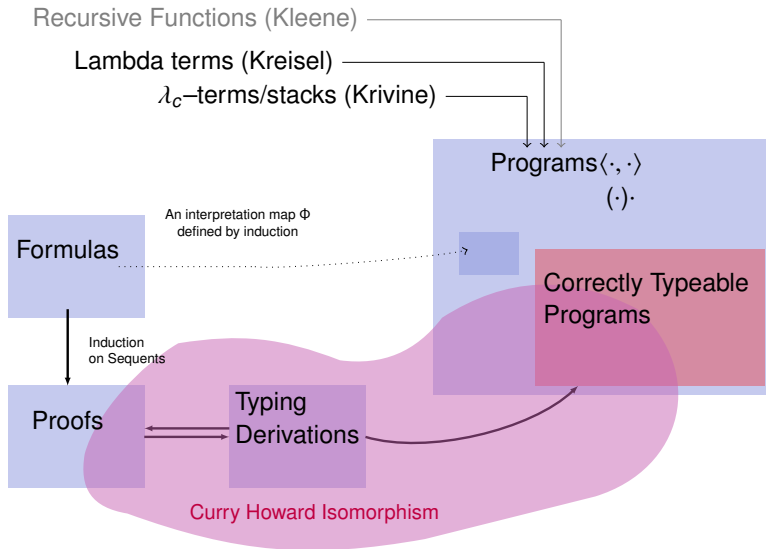 Recursive Functions (Kleene)
Lambda terms (Kreisel)
λc–terms/stacks (Krivine)
Programs⟨·, ·⟩
(·)·
An interpretation map Φ
defined by induction
Formulas
Correctly Typeable
Programs
Induction
on Sequents
Proofs
Typing
Derivations
Curry Howard Isomorphism